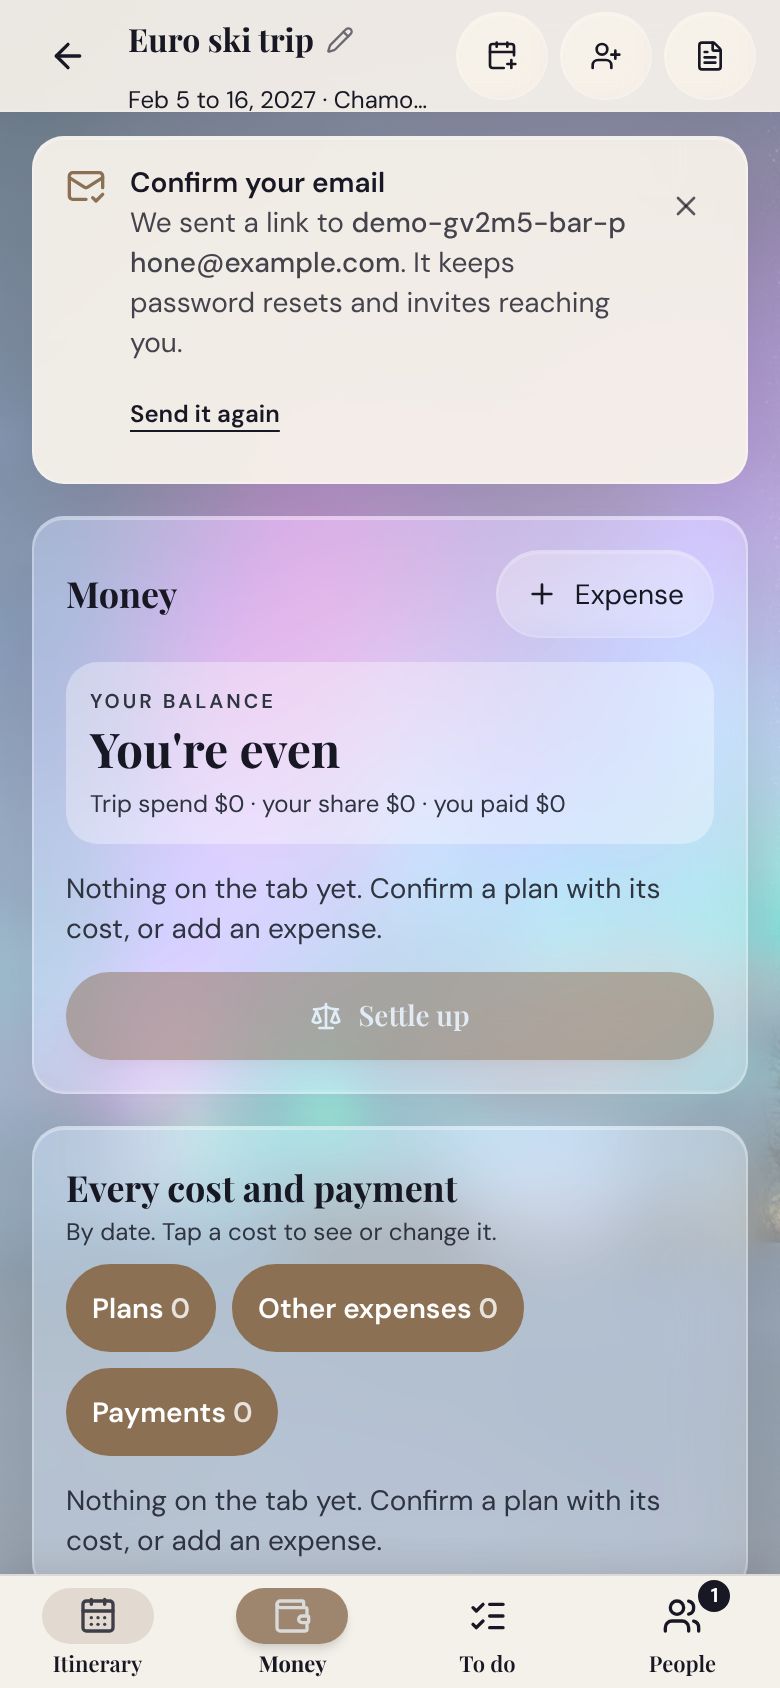 Euro ski trip
Feb 5 to 16, 2027 · Chamo...
Confirm your email
We sent a link to demo-gv2m5-bar-p
hone@example.com. It keeps
password resets and invites reaching
you.
Send it again
Money
+ Expense
YOUR BALANCE
You're even
Trip spend $0 · your share $0 · you paid $0
Nothing on the tab yet. Confirm a plan with its
cost, or add an expense.
Settle up
Every cost and payment
By date. Tap a cost to see or change it.
Plans 0
Other expenses 0
Payments 0
Nothing on the tab yet. Confirm a plan with its
cost, or add an expense.
1
Itinerary
Money
To do
People